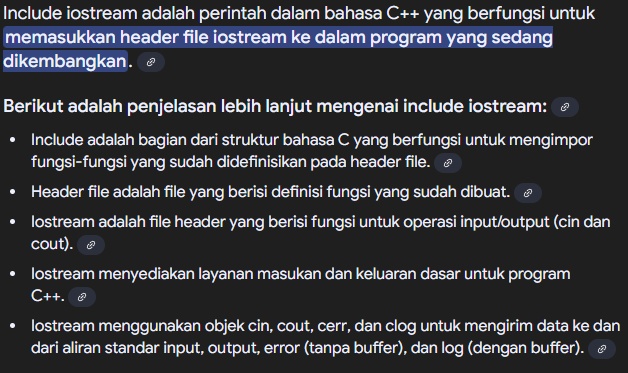 Include iostream adalah perintah dalam bahasa C++ yang berfungsi untuk
memasukkan header file iostream ke dalam program yang sedang
dikembangkan.
Berikut adalah penjelasan lebih lanjut mengenai include iostream:
• Include adalah bagian dari struktur bahasa C yang berfungsi untuk mengimpor
fungsi-fungsi yang sudah didefinisikan pada header file.
• Header file adalah file yang berisi definisi fungsi yang sudah dibuat.
• Iostream adalah file header yang berisi fungsi untuk operasi input/output (cin dan
cout).
• Iostream menyediakan layanan masukan dan keluaran dasar untuk program
C++.
• Iostream menggunakan objek cin, cout, cerr, dan clog untuk mengirim data ke dan
dari aliran standar input, output, error (tanpa buffer), dan log (dengan buffer).